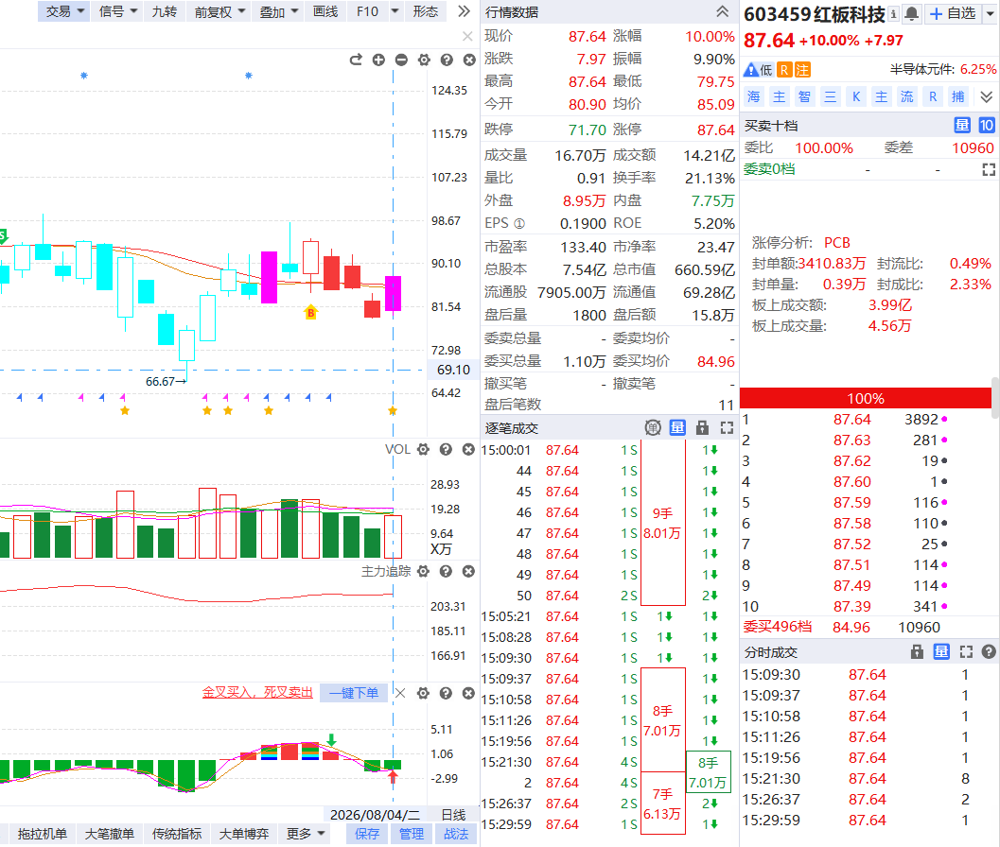 交易 信号 九转 前复权 叠加 画线 F10 形态
124.35
115.79
107.23
98.67
90.10
81.54
72.98
69.10
64.42
S
B
66.67→
VOL
28.93
19.28
9.64
X万
主力追踪
203.31
185.11
166.91
金叉买入，死叉卖出 一键下单
5.11
1.06
-2.99
2026/08/04/二 日线
拖拉机单 大笔撤单 传统指标 大单博弈 更多 保存 管理 战法
行情数据
现价 87.64 涨幅 10.00%
涨跌 7.97 振幅 9.90%
最高 87.64 最低 79.75
今开 80.90 均价 85.09
跌停 71.70 涨停 87.64
成交量 16.70万 成交额 14.21亿
量比 0.91 换手率 21.13%
外盘 8.95万 内盘 7.75万
EPS ① 0.1900 ROE 5.20%
市盈率 133.40 市净率 23.47
总股本 7.54亿 总市值 660.59亿
流通股 7905.00万 流通值 69.28亿
盘后量 1800 盘后额 15.8万
委卖总量 - 委卖均价 -
委买总量 1.10万 委买均价 84.96
撤买笔 - 撤卖笔 -
盘后笔数 11
逐笔成交 单 量
15:00:01 87.64 1 S 1
44 87.64 1 S 1
45 87.64 1 S 1
46 87.64 1 S 9手 1
47 87.64 1 S 8.01万 1
48 87.64 1 S 1
49 87.64 1 S 1
50 87.64 2 S 2
15:05:21 87.64 1 S 1 1
15:08:28 87.64 1 S 1 1
15:09:30 87.64 1 S 1 1
15:09:37 87.64 1 S 1
15:10:58 87.64 1 S 8手 1
15:11:26 87.64 1 S 7.01万 1
15:19:56 87.64 1 S 1
15:21:30 87.64 4 S 8手
2 87.64 4 S 7手 7.01万
15:26:37 87.64 2 S 6.13万 2
15:29:59 87.64 1 S 1
603459 红板科技 自选
87.64 +10.00% +7.97
低 R 注 半导体元件: 6.25%
海 主 智 三 K 主 流 R 捕
买卖十档 量 10
委比 100.00% 委差 10960
委卖0档 - -
涨停分析: PCB
封单额:3410.83万 封流比: 0.49%
封单量: 0.39万 封成比: 2.33%
板上成交额: 3.99亿
板上成交量: 4.56万
100%
1 87.64 3892
2 87.63 281
3 87.62 19
4 87.60 1
5 87.59 116
6 87.58 110
7 87.52 25
8 87.51 114
9 87.49 114
10 87.39 341
委买496档 84.96 10960
分时成交 量
15:09:30 87.64 1
15:09:37 87.64 1
15:10:58 87.64 1
15:11:26 87.64 1
15:19:56 87.64 1
15:21:30 87.64 8
15:26:37 87.64 2
15:29:59 87.64 1